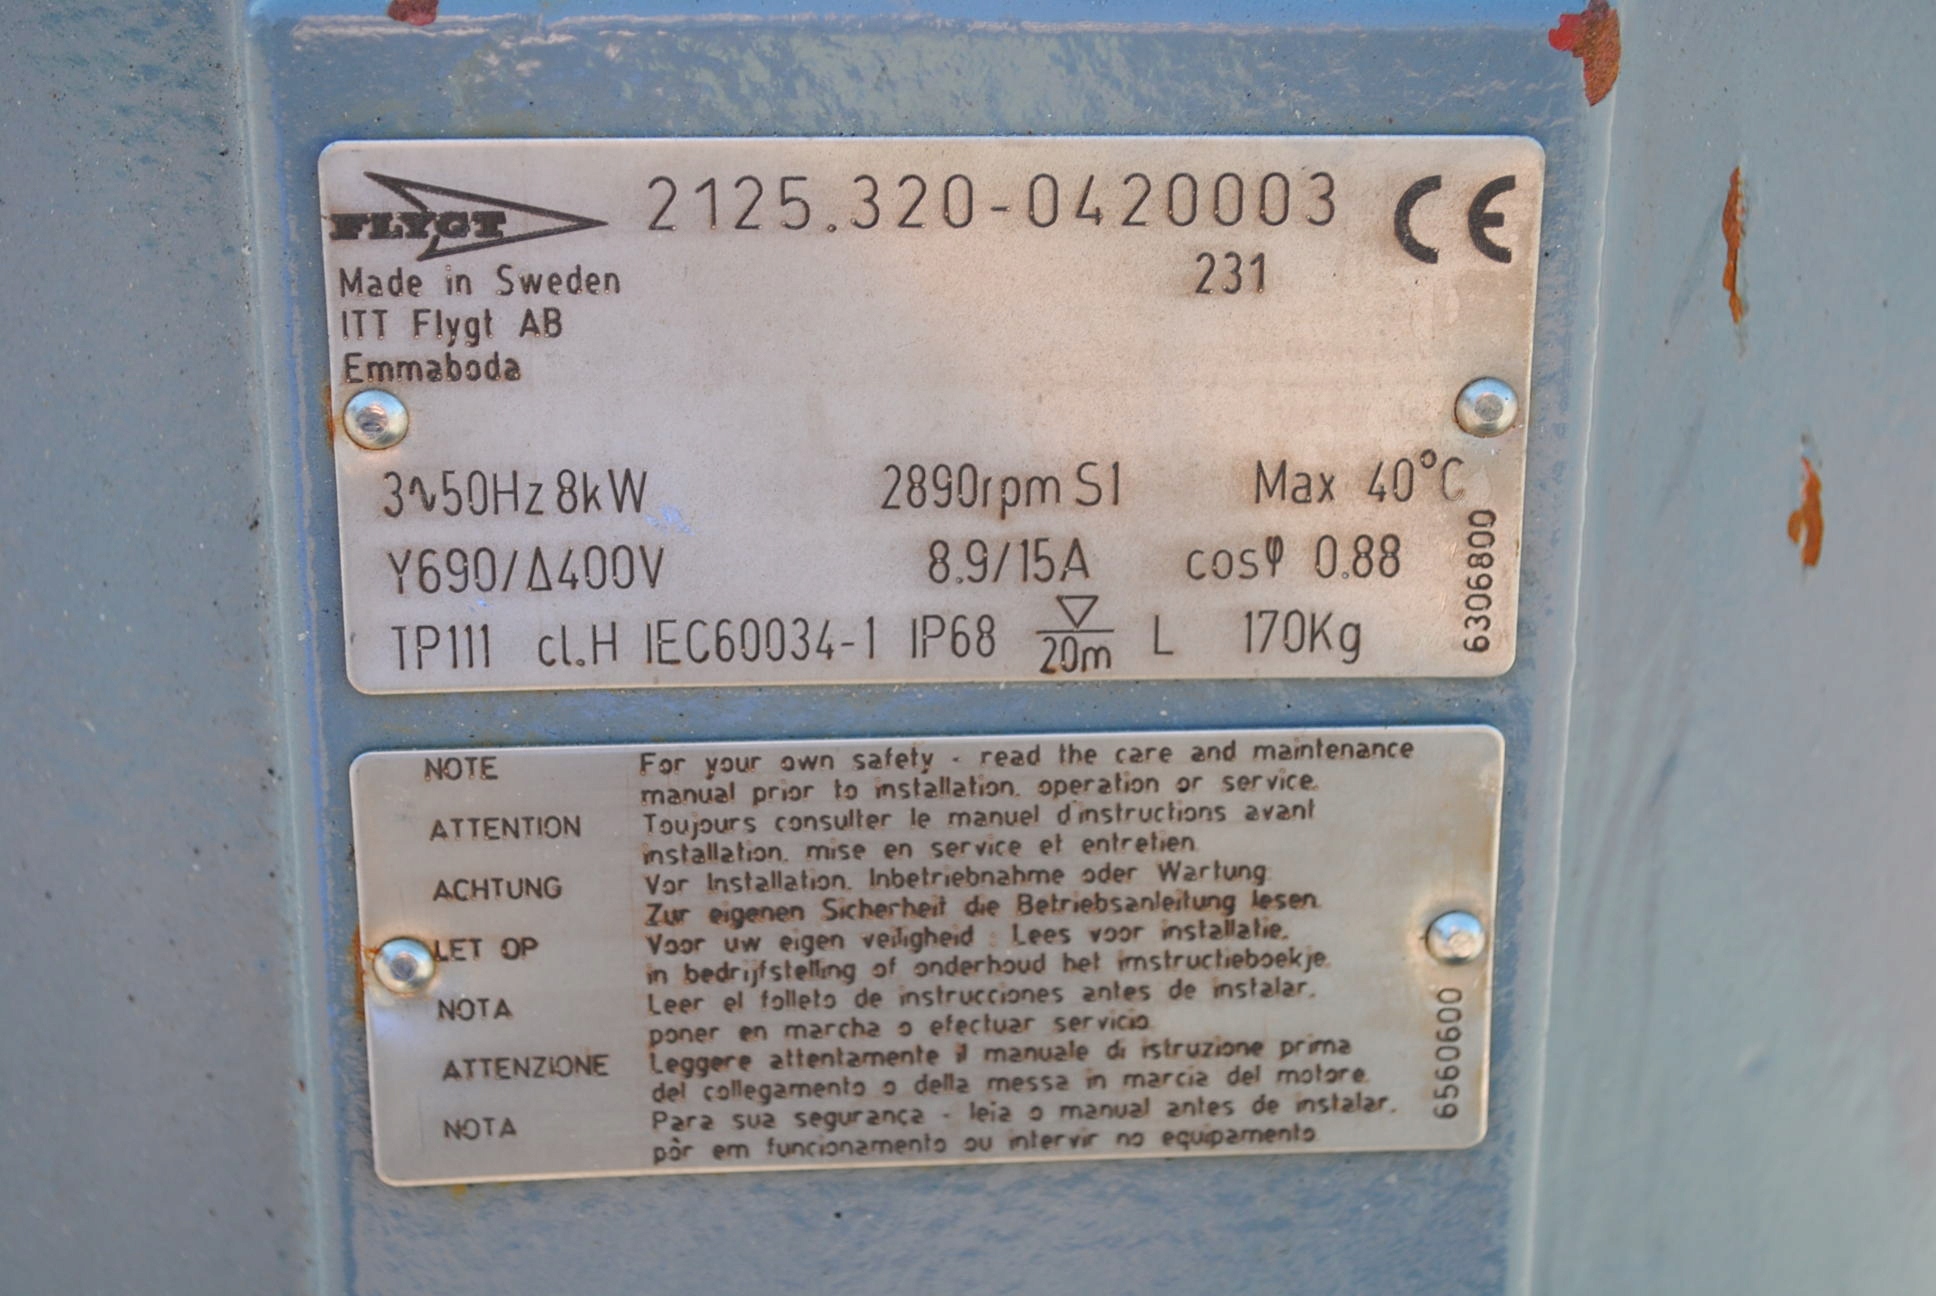 FLYGT 2125.320-0420003 CE
231
Made in Sweden
ITT Flygt AB
Emmaboda
3∿50Hz 8kW 2890rpm S1 Max 40°C
Y690/Δ400V 8.9/15A cosφ 0.88
TP111 cl.H IEC60034-1 IP68 ▽ 20m L 170Kg
6306800
NOTE For your own safety - read the care and maintenance
manual prior to installation, operation or service.
ATTENTION Toujours consulter le manuel d'instructions avant
installation, mise en service et entretien.
ACHTUNG Vor Installation, Inbetriebnahme oder Wartung:
Zur eigenen Sicherheit die Betriebsanleitung lesen.
LET OP Voor uw eigen veiligheid : Lees voor installatie,
in bedrijfstelling of onderhoud het imstructieboekje.
NOTA Leer el folleto de instrucciones antes de instalar,
poner en marcha o efectuar servicio.
ATTENZIONE Leggere attentamente il manuale di istruzione prima
del collegamento o della messa in marcia del motore.
NOTA Para sua segurança - leia o manual antes de instalar,
pôr em funcionamento ou intervir no equipamento.
6560600